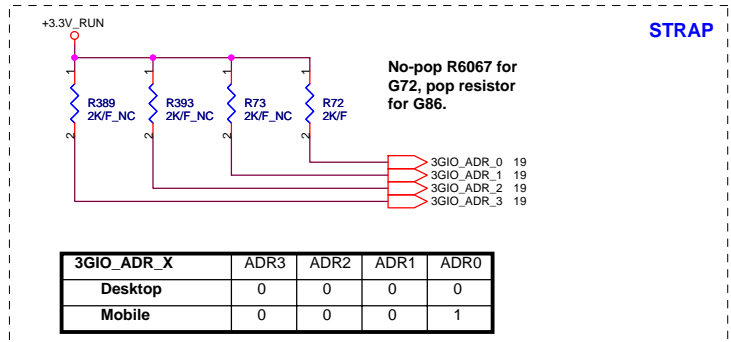 +3.3V_RUN
STRAP
No-pop R6067 for
G72, pop resistor
for G86.
1 1 1 1
R389 R393 R73 R72
2K/F_NC 2K/F_NC 2K/F_NC 2K/F
2 2 2 2
3GIO_ADR_0 19
3GIO_ADR_1 19
3GIO_ADR_2 19
3GIO_ADR_3 19
3GIO_ADR_X ADR3 ADR2 ADR1 ADR0
Desktop 0 0 0 0
Mobile 0 0 0 1